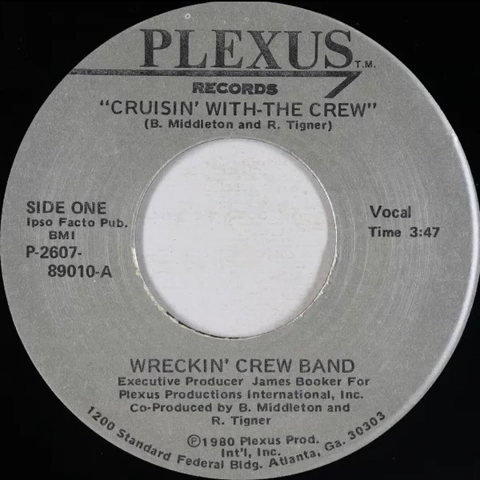 PLEXUS T.M.
RECORDS
"CRUISIN' WITH-THE CREW"
(B. Middleton and R. Tigner)
SIDE ONE
Ipso Facto Pub.
BMI
P-2607-
89010-A
Vocal
Time 3:47
WRECKIN' CREW BAND
Executive Producer James Booker For
Plexus Productions International, Inc.
Co-Produced by B. Middleton and
R. Tigner
℗1980 Plexus Prod.
Int'l, Inc.
1200 Standard Federal Bldg. Atlanta, Ga. 30303